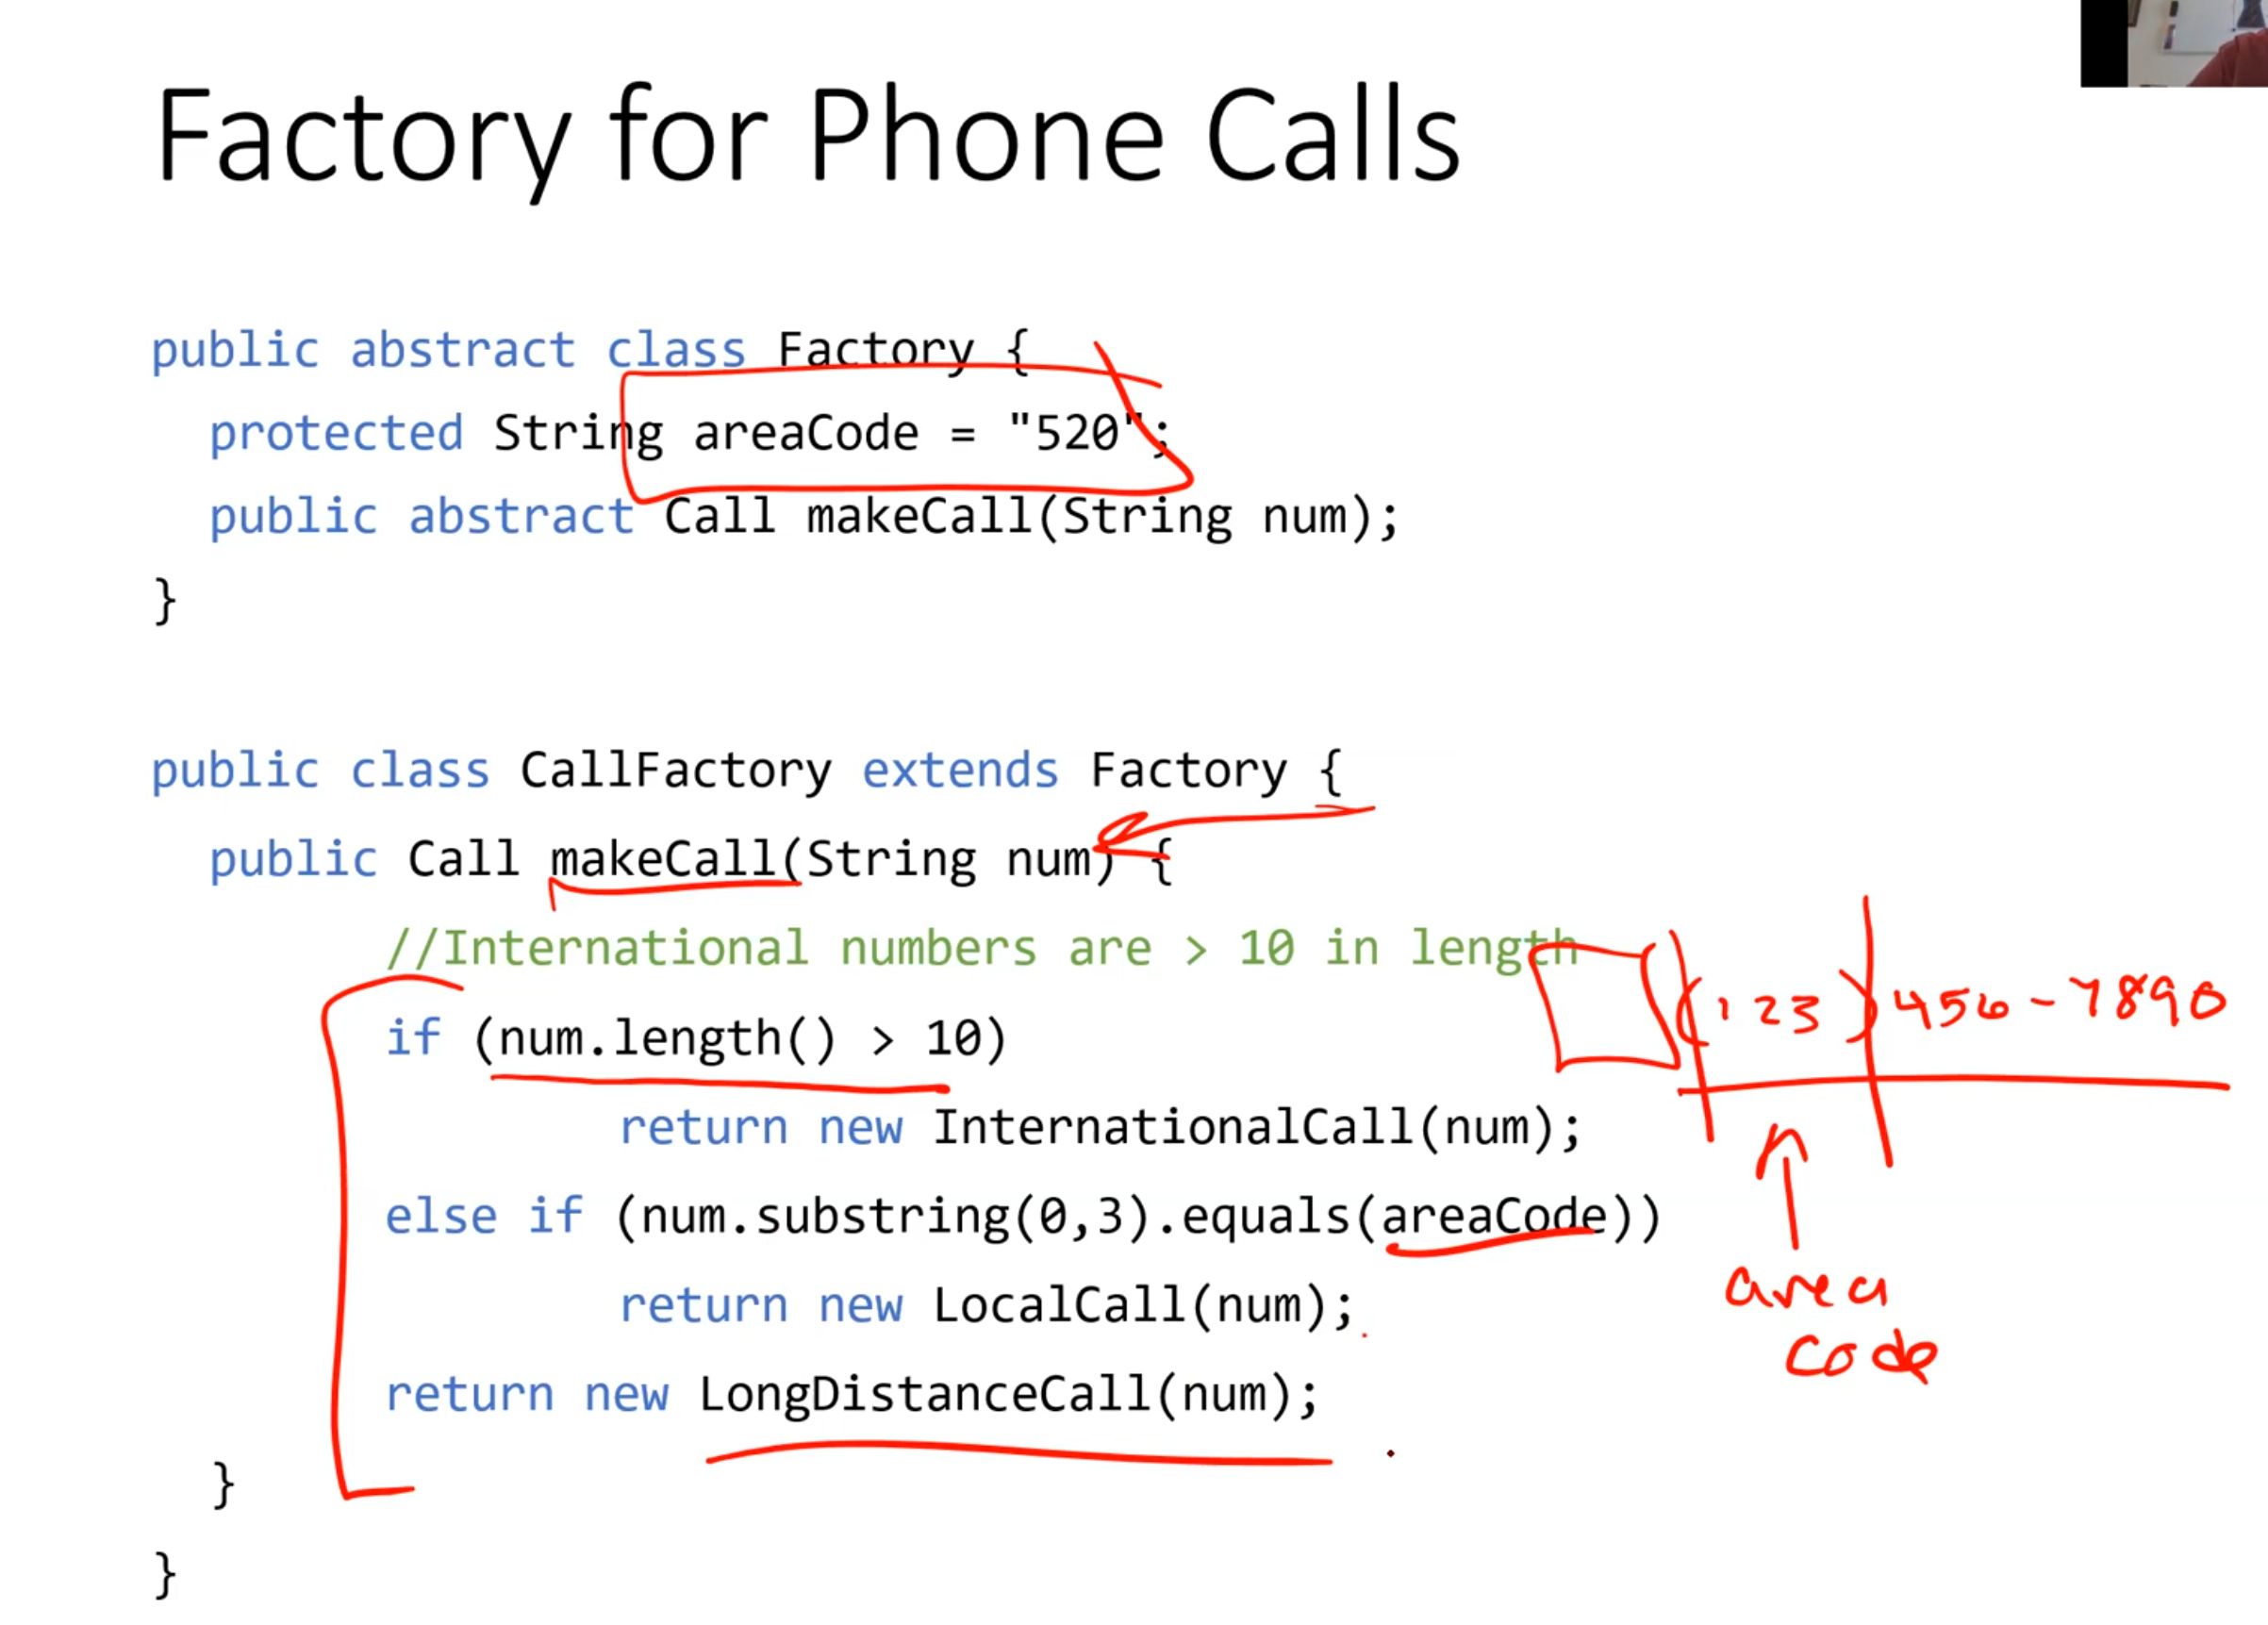 Factory for Phone Calls
public abstract class Factory {
protected String areaCode = "520";
public abstract Call makeCall(String num);
}
public class CallFactory extends Factory {
public Call makeCall(String num) {
//International numbers are > 10 in length
if (num.length() > 10)
return new InternationalCall(num);
else if (num.substring(0,3).equals(areaCode))
return new LocalCall(num);
return new LongDistanceCall(num);
}
}
(123) 456-7890
area
code